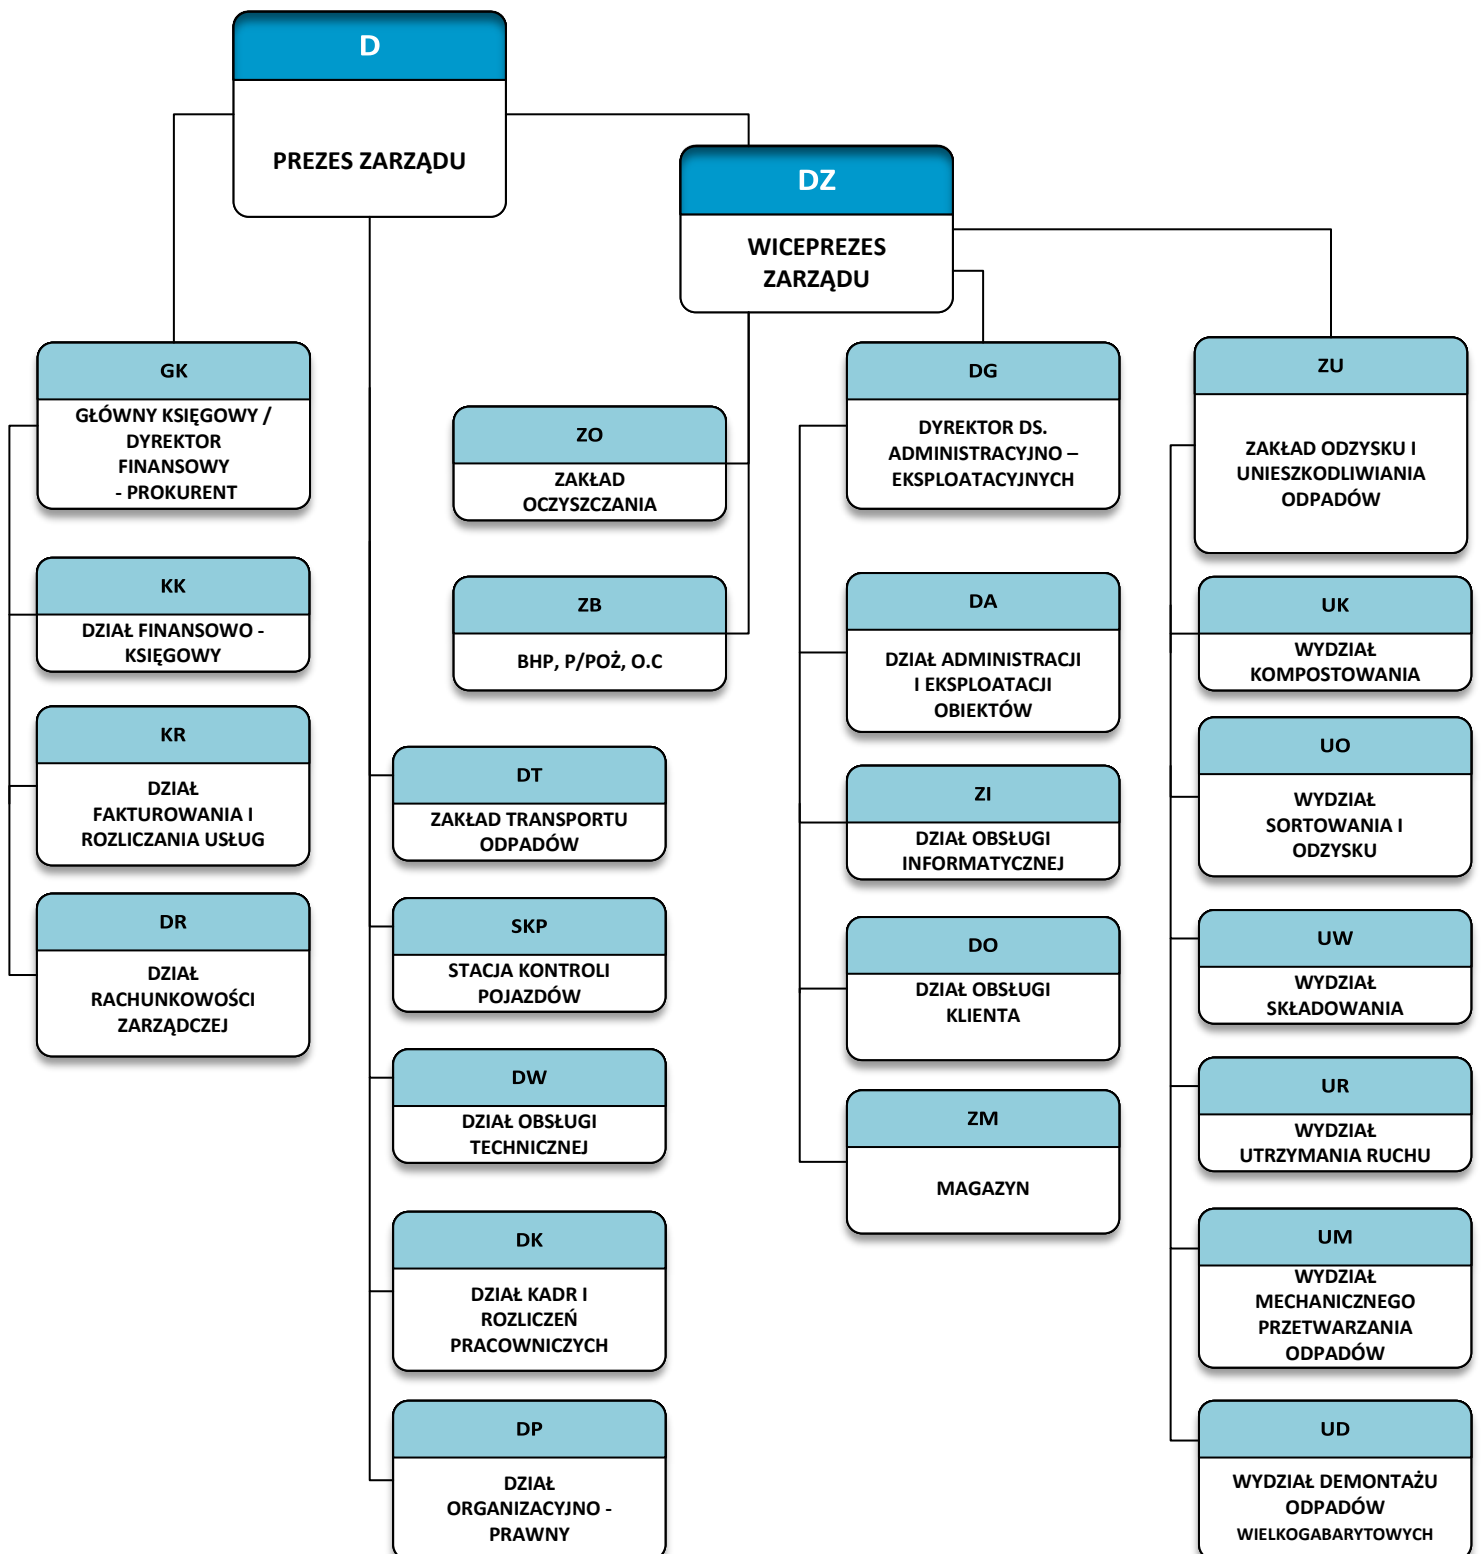 D
PREZES ZARZĄDU
DZ
WICEPREZES
ZARZĄDU
GK
GŁÓWNY KSIĘGOWY /
DYREKTOR
FINANSOWY
- PROKURENT
KK
DZIAŁ FINANSOWO -
KSIĘGOWY
KR
DZIAŁ
FAKTUROWANIA I
ROZLICZANIA USŁUG
DR
DZIAŁ
RACHUNKOWOŚCI
ZARZĄDCZEJ
ZO
ZAKŁAD
OCZYSZCZANIA
ZB
BHP, P/POŻ, O.C
DT
ZAKŁAD TRANSPORTU
ODPADÓW
SKP
STACJA KONTROLI
POJAZDÓW
DW
DZIAŁ OBSŁUGI
TECHNICZNEJ
DK
DZIAŁ KADR I
ROZLICZEŃ
PRACOWNICZYCH
DP
DZIAŁ
ORGANIZACYJNO -
PRAWNY
DG
DYREKTOR DS.
ADMINISTRACYJNO –
EKSPLOATACYJNYCH
DA
DZIAŁ ADMINISTRACJI
I EKSPLOATACJI
OBIEKTÓW
ZI
DZIAŁ OBSŁUGI
INFORMATYCZNEJ
DO
DZIAŁ OBSŁUGI
KLIENTA
ZM
MAGAZYN
ZU
ZAKŁAD ODZYSKU I
UNIESZKODLIWIANIA
ODPADÓW
UK
WYDZIAŁ
KOMPOSTOWANIA
UO
WYDZIAŁ
SORTOWANIA I
ODZYSKU
UW
WYDZIAŁ
SKŁADOWANIA
UR
WYDZIAŁ
UTRZYMANIA RUCHU
UM
WYDZIAŁ
MECHANICZNEGO
PRZETWARZANIA
ODPADÓW
UD
WYDZIAŁ DEMONTAŻU
ODPADÓW
WIELKOGABARYTOWYCH